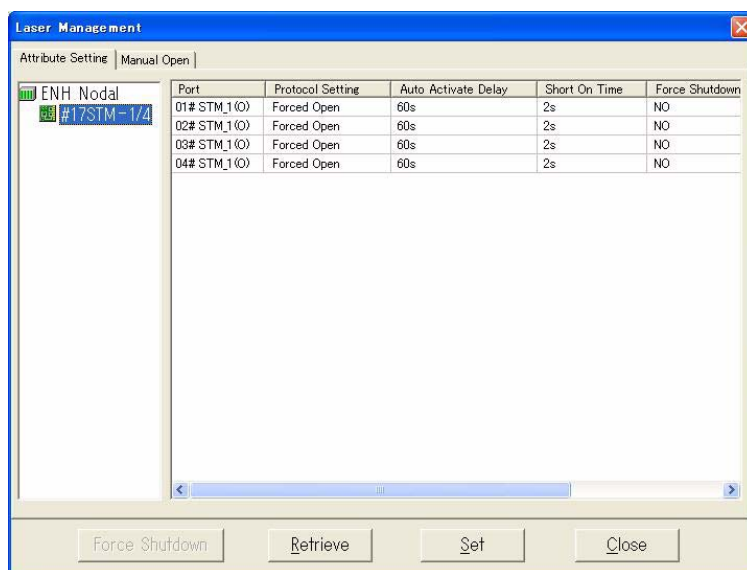 Laser Management
Attribute Setting Manual Open
ENH Nodal
#17STM-1/4
Port Protocol Setting Auto Activate Delay Short On Time Force Shutdown
01# STM_1(O) Forced Open 60s 2s NO
02# STM_1(O) Forced Open 60s 2s NO
03# STM_1(O) Forced Open 60s 2s NO
04# STM_1(O) Forced Open 60s 2s NO
Force Shutdown Retrieve Set Close